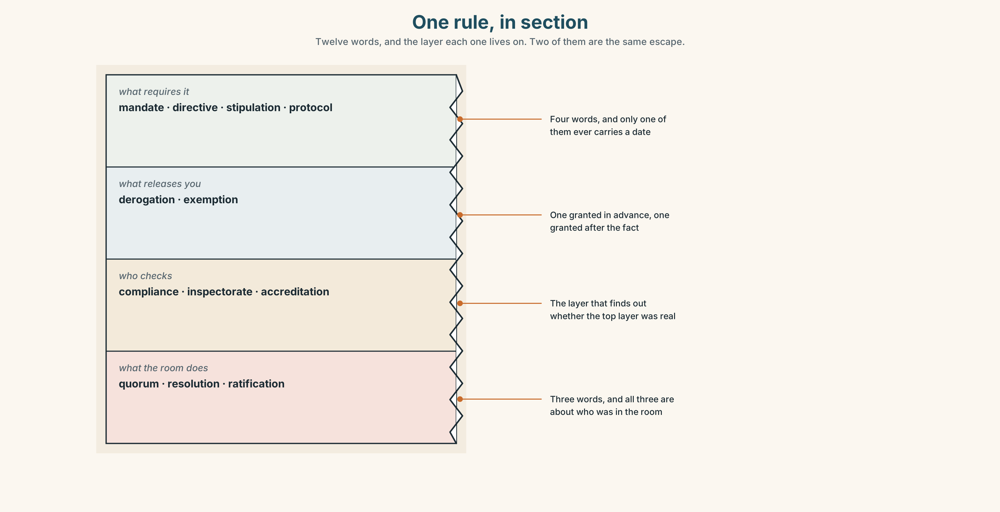 One rule, in section
Twelve words, and the layer each one lives on. Two of them are the same escape.
what requires it
mandate · directive · stipulation · protocol
Four words, and only one of
them ever carries a date
what releases you
derogation · exemption
One granted in advance, one
granted after the fact
who checks
compliance · inspectorate · accreditation
The layer that finds out
whether the top layer was real
what the room does
quorum · resolution · ratification
Three words, and all three are
about who was in the room